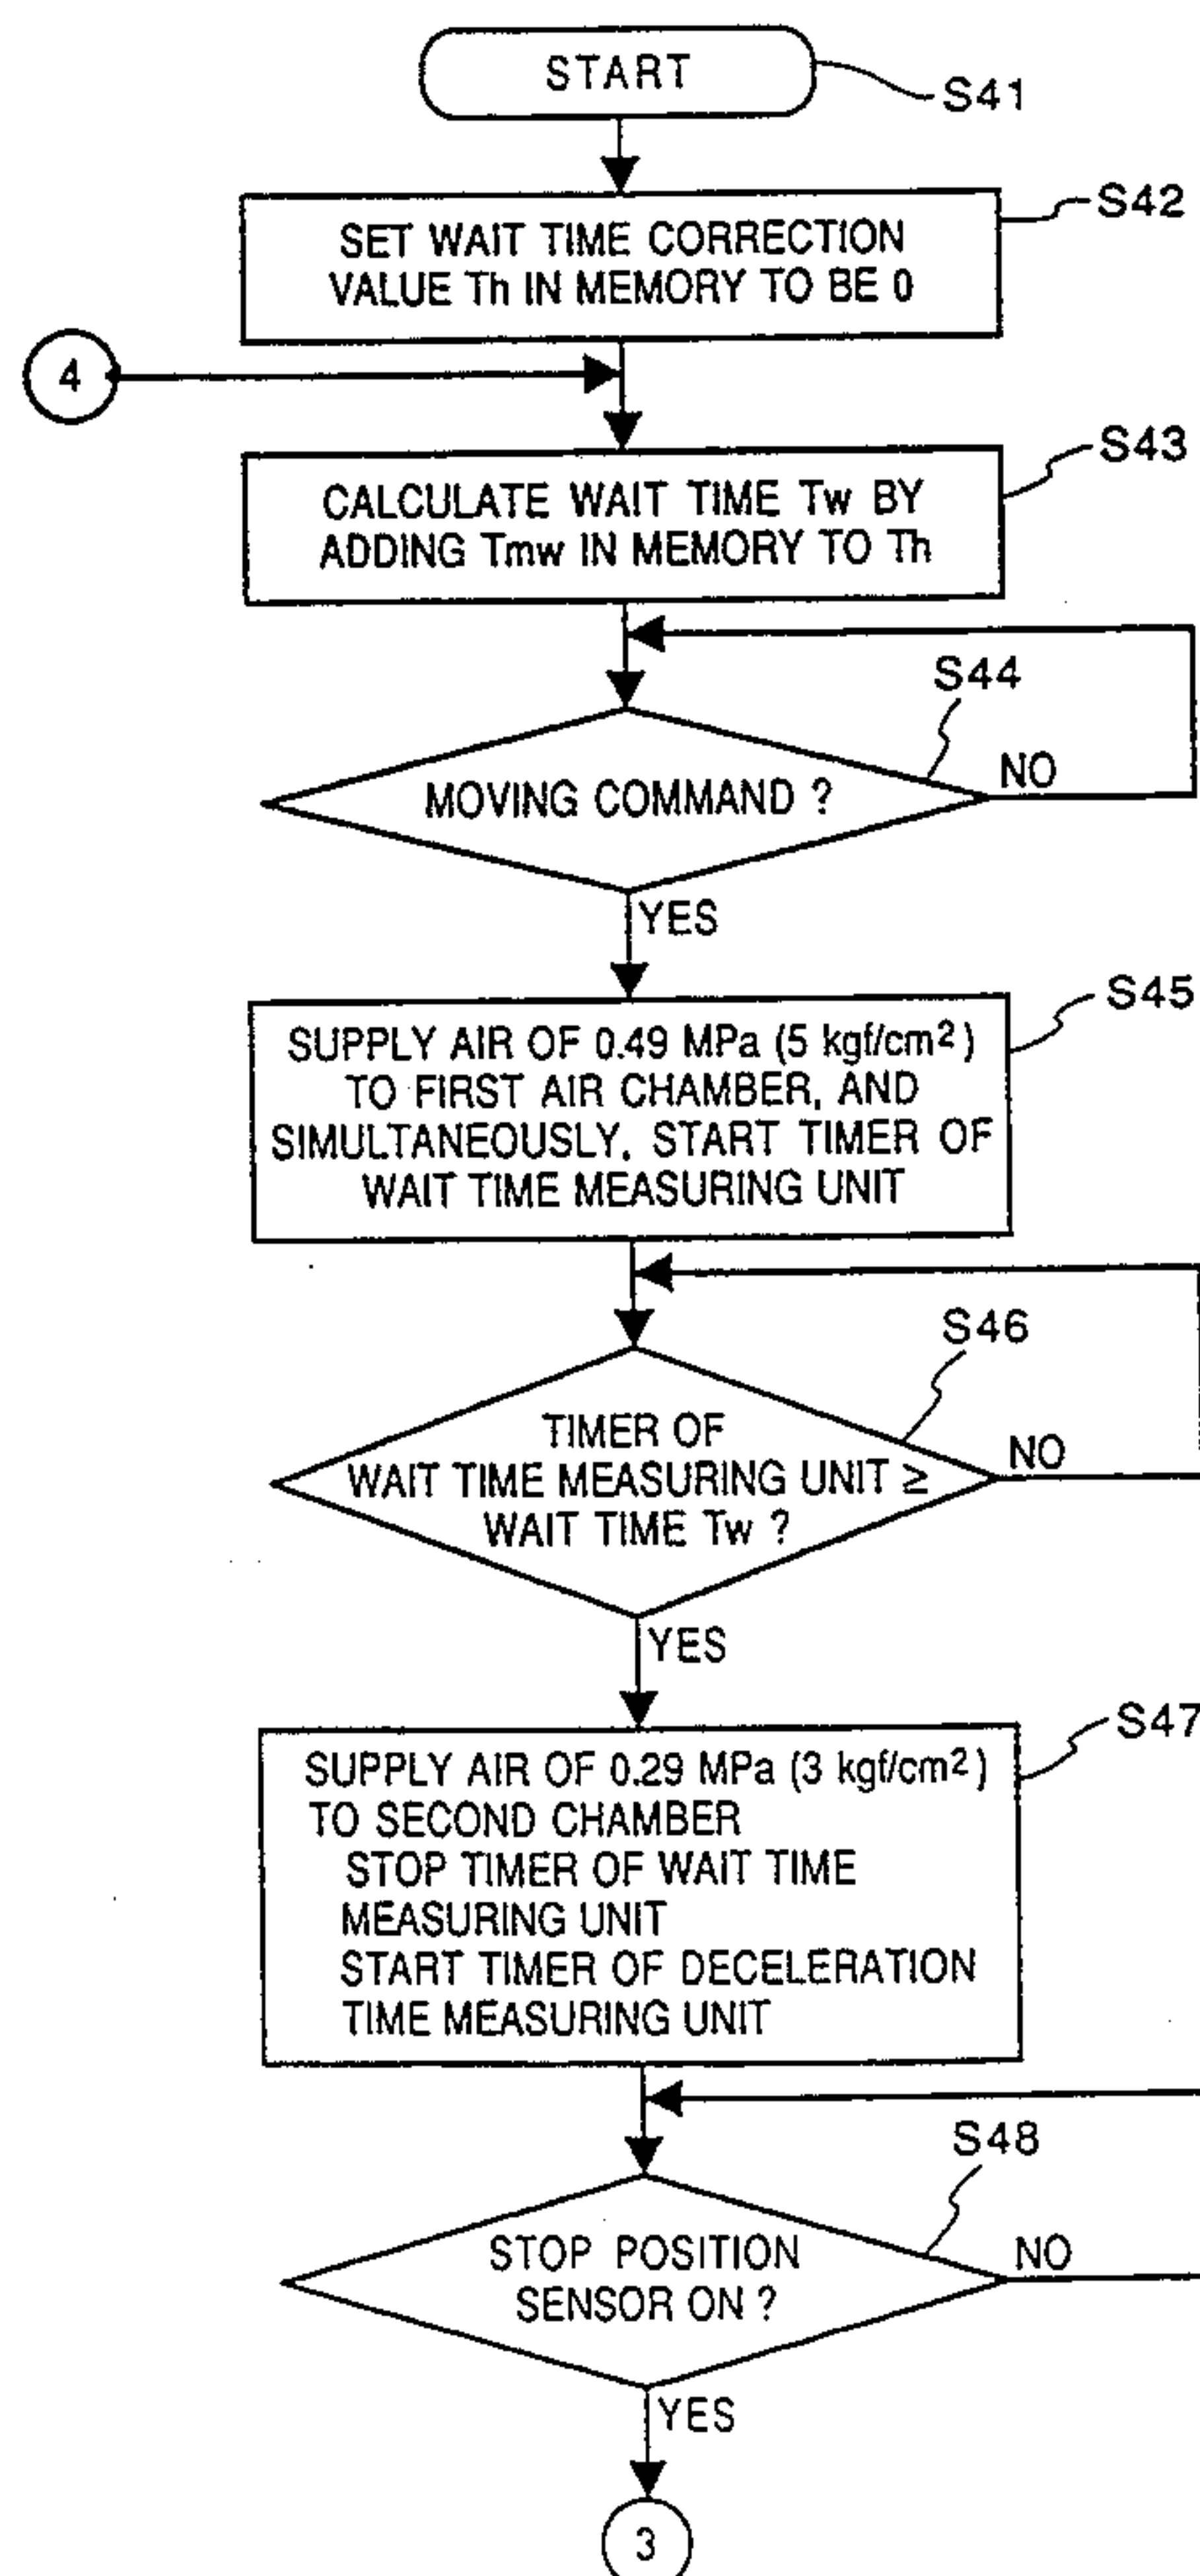 START
S41
S42
SET WAIT TIME CORRECTION
VALUE Th IN MEMORY TO BE 0
4
S43
CALCULATE WAIT TIME Tw BY
ADDING Tmw IN MEMORY TO Th
S44
MOVING COMMAND ?
NO
YES
S45
SUPPLY AIR OF 0.49 MPa (5 kgf/cm²)
TO FIRST AIR CHAMBER, AND
SIMULTANEOUSLY, START TIMER OF
WAIT TIME MEASURING UNIT
S46
TIMER OF
WAIT TIME MEASURING UNIT ≥
WAIT TIME Tw ?
NO
YES
S47
SUPPLY AIR OF 0.29 MPa (3 kgf/cm²)
TO SECOND CHAMBER
STOP TIMER OF WAIT TIME
MEASURING UNIT
START TIMER OF DECELERATION
TIME MEASURING UNIT
S48
STOP POSITION
SENSOR ON ?
NO
YES
3